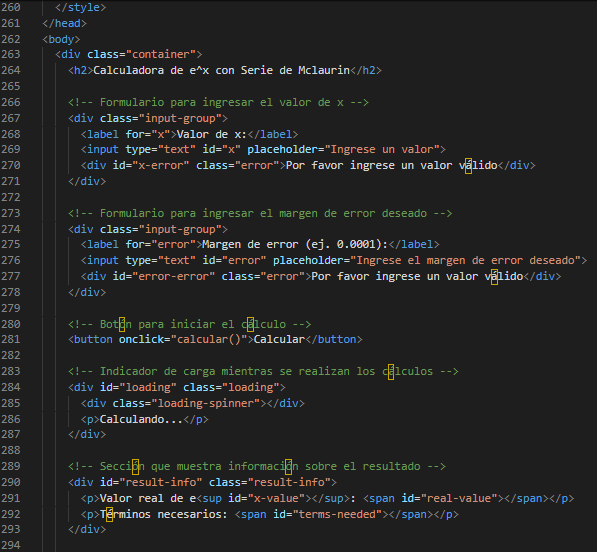 260 </style>
261 </head>
262 <body>
263 <div class="container">
264 <h2>Calculadora de e^x con Serie de Mclaurin</h2>
265
266 <!-- Formulario para ingresar el valor de x -->
267 <div class="input-group">
268 <label for="x">Valor de x:</label>
269 <input type="text" id="x" placeholder="Ingrese un valor">
270 <div id="x-error" class="error">Por favor ingrese un valor válido</div>
271 </div>
272
273 <!-- Formulario para ingresar el margen de error deseado -->
274 <div class="input-group">
275 <label for="error">Margen de error (ej. 0.0001):</label>
276 <input type="text" id="error" placeholder="Ingrese el margen de error deseado">
277 <div id="error-error" class="error">Por favor ingrese un valor válido</div>
278 </div>
279
280 <!-- Botón para iniciar el cálculo -->
281 <button onclick="calcular()">Calcular</button>
282
283 <!-- Indicador de carga mientras se realizan los cálculos -->
284 <div id="loading" class="loading">
285 <div class="loading-spinner"></div>
286 <p>Calculando...</p>
287 </div>
288
289 <!-- Sección que muestra información sobre el resultado -->
290 <div id="result-info" class="result-info">
291 <p>Valor real de e<sup id="x-value"></sup>: <span id="real-value"></span></p>
292 <p>Términos necesarios: <span id="terms-needed"></span></p>
293 </div>
294